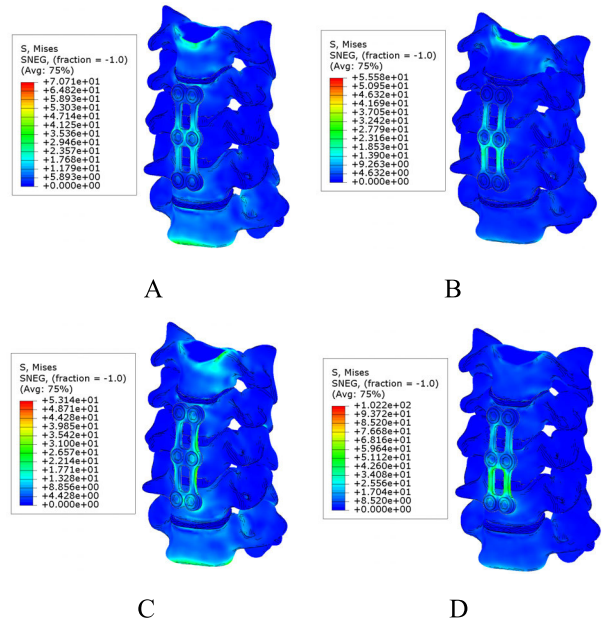 S, Mises
SNEG, (fraction = -1.0)
(Avg: 75%)
+7.071e+01
+6.482e+01
+5.893e+01
+5.303e+01
+4.714e+01
+4.125e+01
+3.536e+01
+2.946e+01
+2.357e+01
+1.768e+01
+1.179e+01
+5.893e+00
+0.000e+00
A
S, Mises
SNEG, (fraction = -1.0)
(Avg: 75%)
+5.558e+01
+5.095e+01
+4.632e+01
+4.169e+01
+3.705e+01
+3.242e+01
+2.779e+01
+2.316e+01
+1.853e+01
+1.390e+01
+9.263e+00
+4.632e+00
+0.000e+00
B
S, Mises
SNEG, (fraction = -1.0)
(Avg: 75%)
+5.314e+01
+4.871e+01
+4.428e+01
+3.985e+01
+3.542e+01
+3.100e+01
+2.657e+01
+2.214e+01
+1.771e+01
+1.328e+01
+8.856e+00
+4.428e+00
+0.000e+00
C
S, Mises
SNEG, (fraction = -1.0)
(Avg: 75%)
+1.022e+02
+9.372e+01
+8.520e+01
+7.668e+01
+6.816e+01
+5.964e+01
+5.112e+01
+4.260e+01
+3.408e+01
+2.556e+01
+1.704e+01
+8.520e+00
+0.000e+00
D